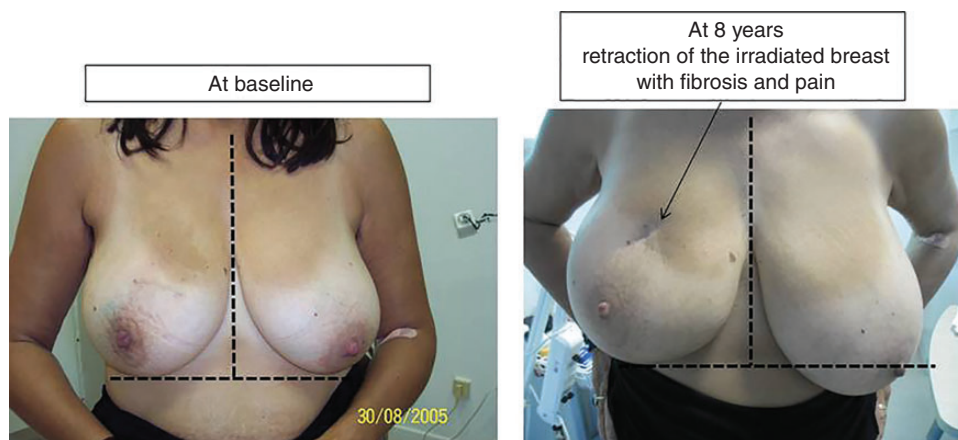 At baseline
At 8 years
retraction of the irradiated breast
with fibrosis and pain
30/08/2005